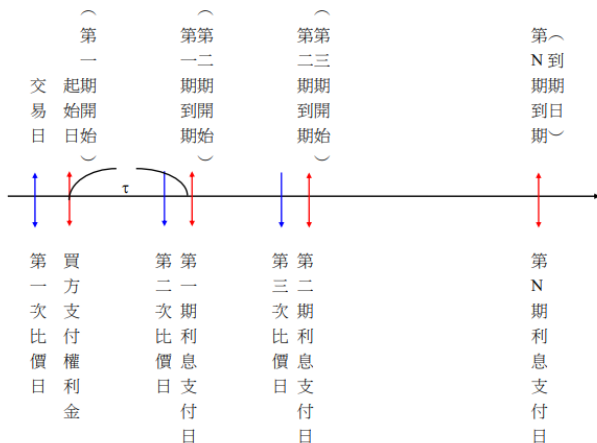 交易日
起始日
（第一期開始）
第一期到期
（第二期開始）
第二期到期
（第三期開始）
第N期到期
（到期日）
τ
第一次比價日
買方支付權利金
第二次比價日
第一期利息支付日
第三次比價日
第二期利息支付日
第N期利息支付日